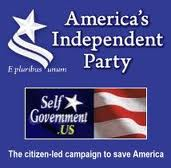 America's
Independent
Party
E pluribus unum
Self
Government
.US
The citizen-led campaign to save America